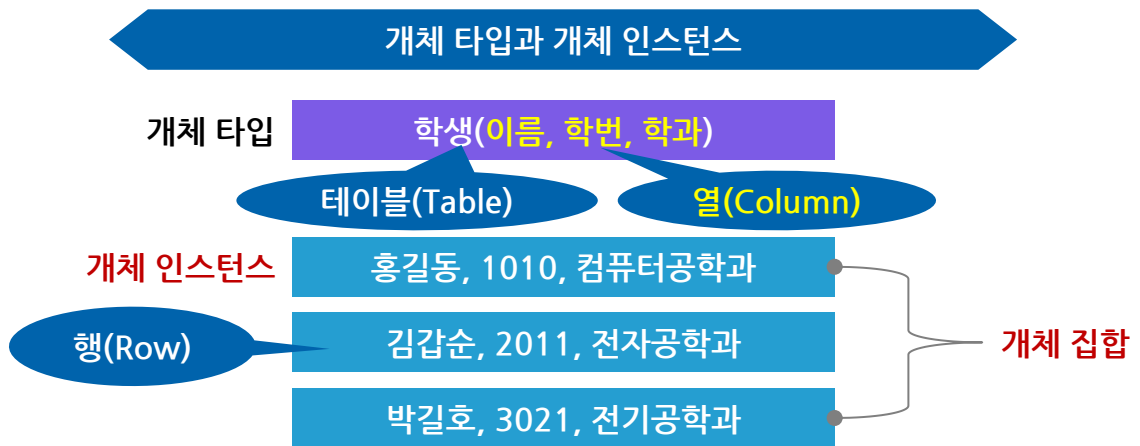 개체 타입과 개체 인스턴스
개체 타입
학생(이름, 학번, 학과)
테이블(Table)
열(Column)
개체 인스턴스
홍길동, 1010, 컴퓨터공학과
행(Row)
김갑순, 2011, 전자공학과
개체 집합
박길호, 3021, 전기공학과